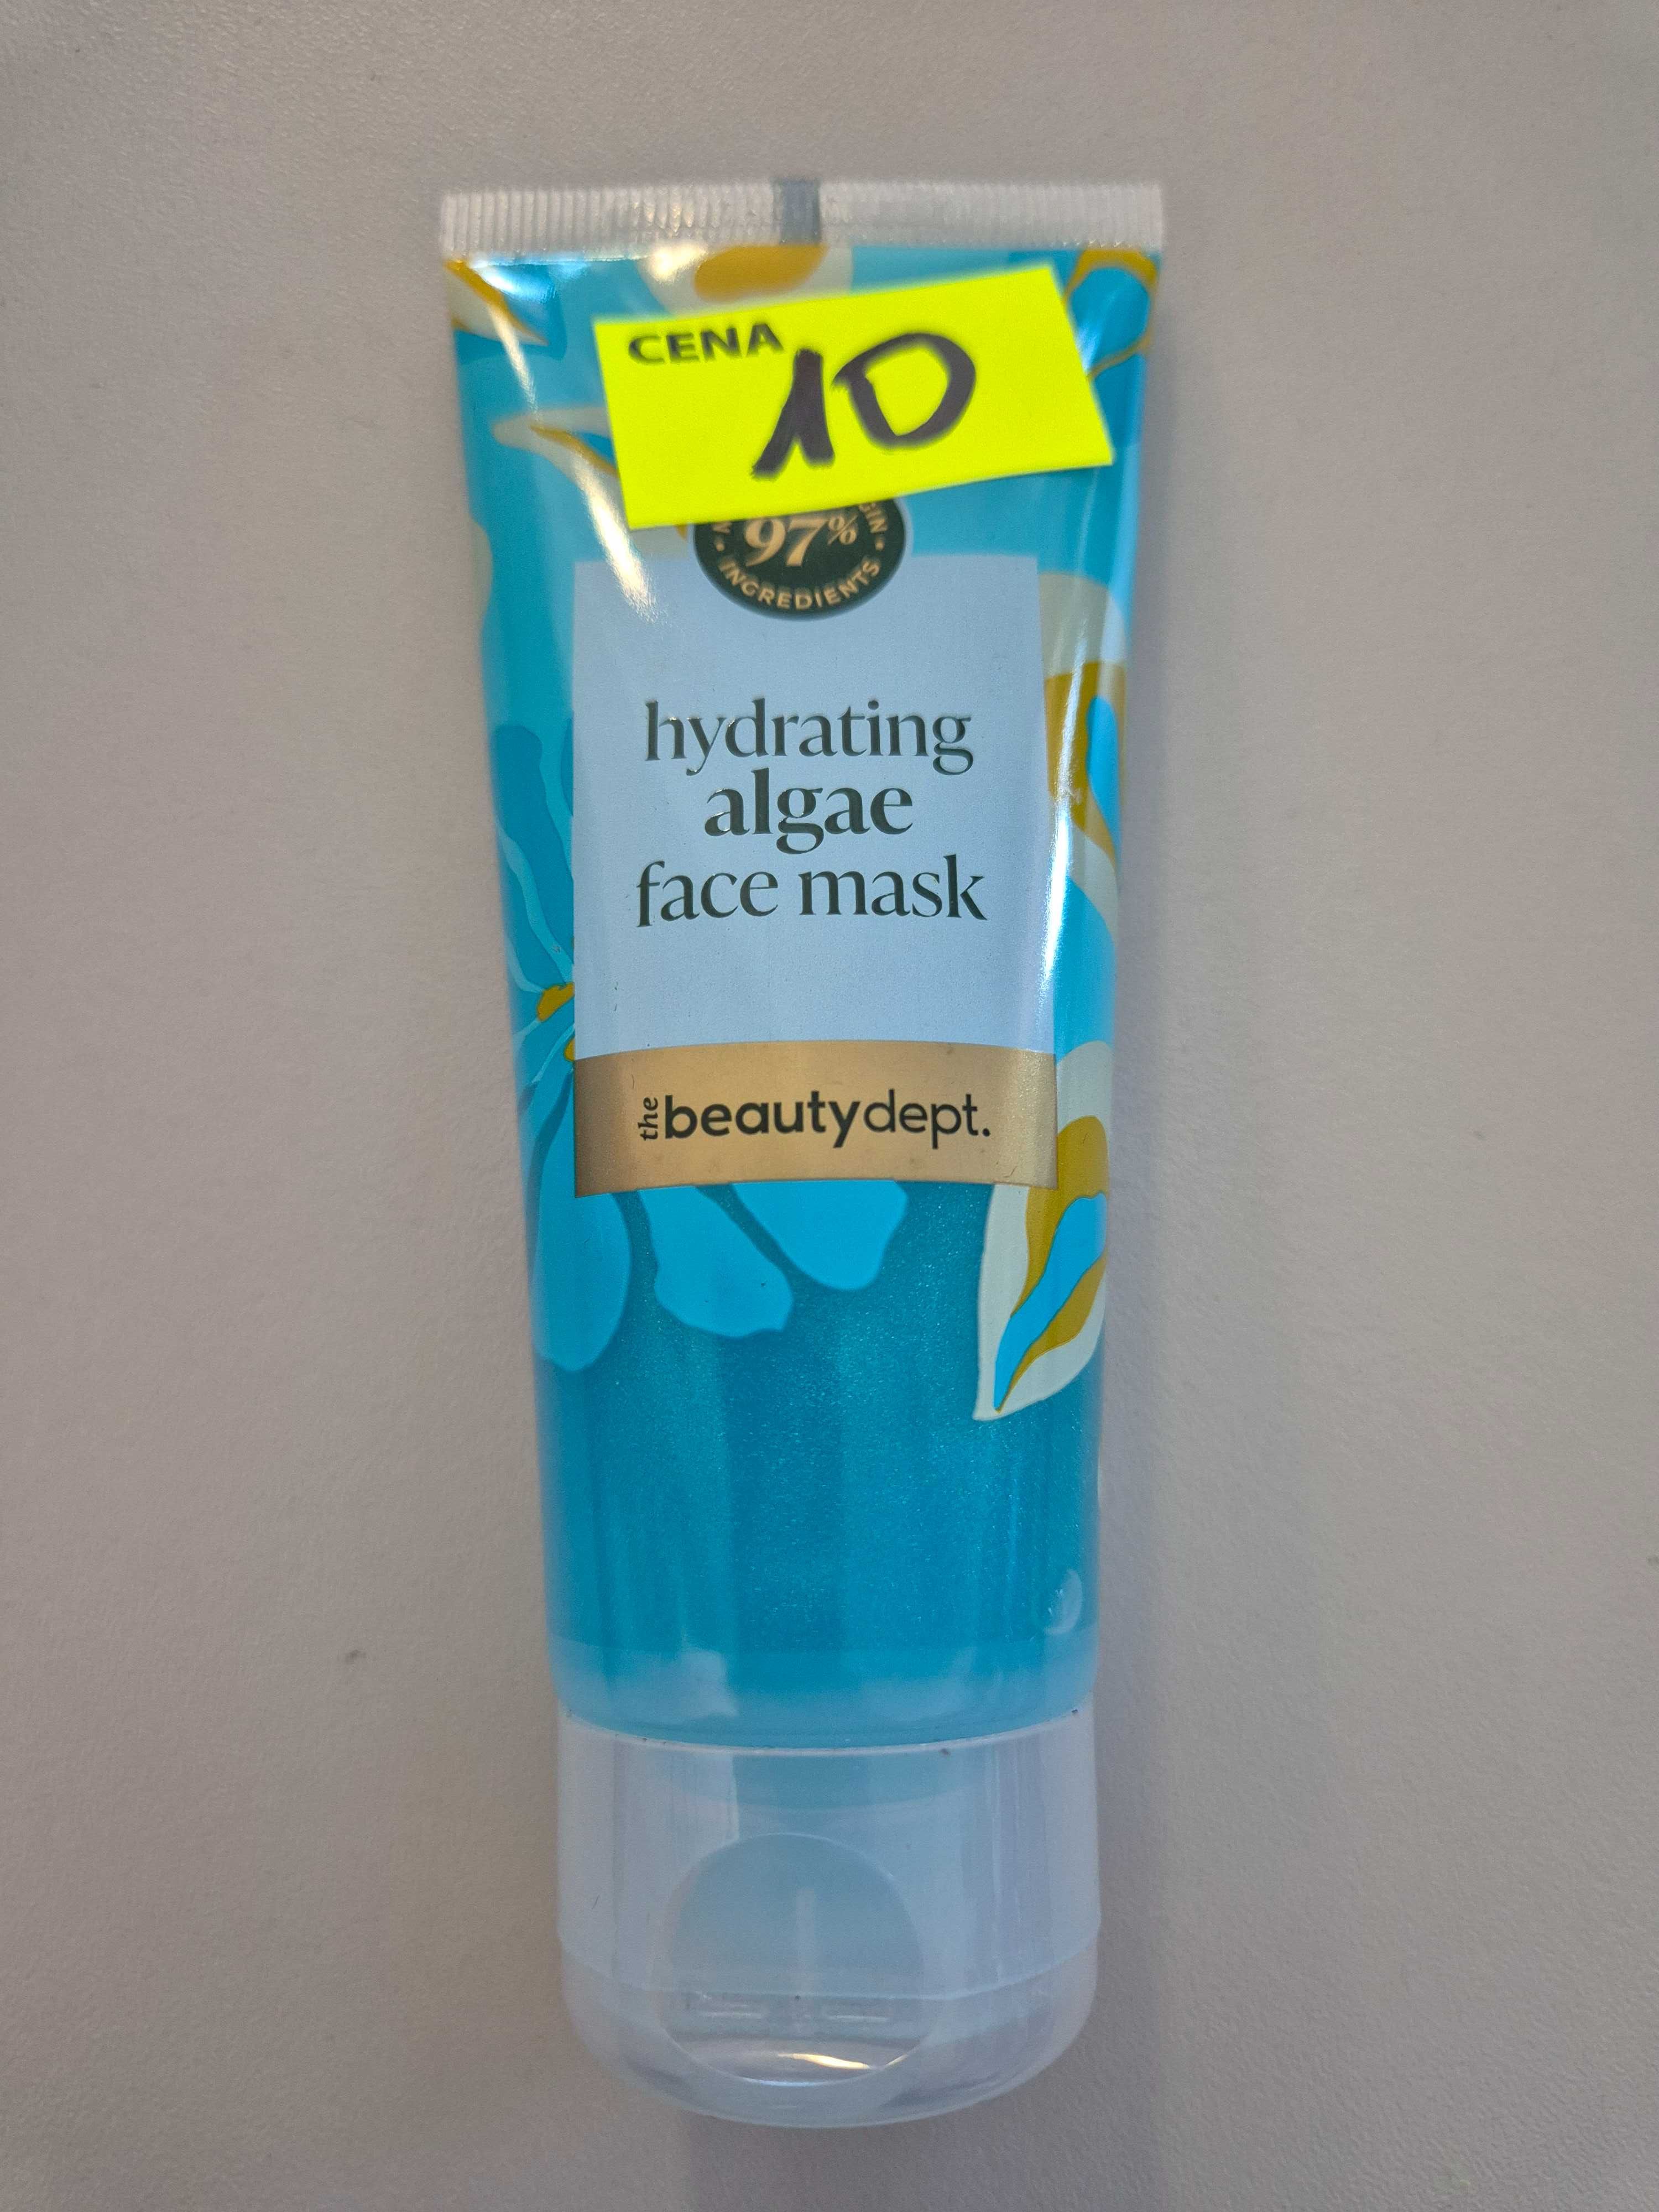 CENA
10
97%
INGREDIENTS
hydrating
algae
face mask
the beautydept.